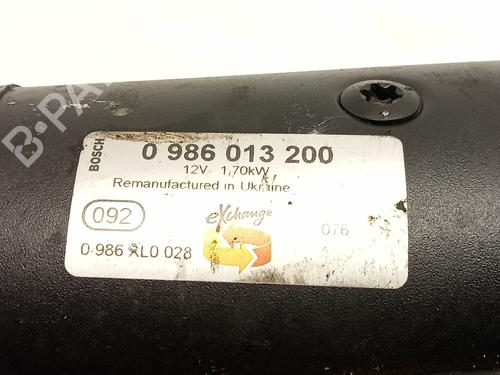 B-PA
BOSCH
0 986 013 200
12V 1,70kW
Remanufactured in Ukraine
092
eXchange
076
0 986 XL0 028